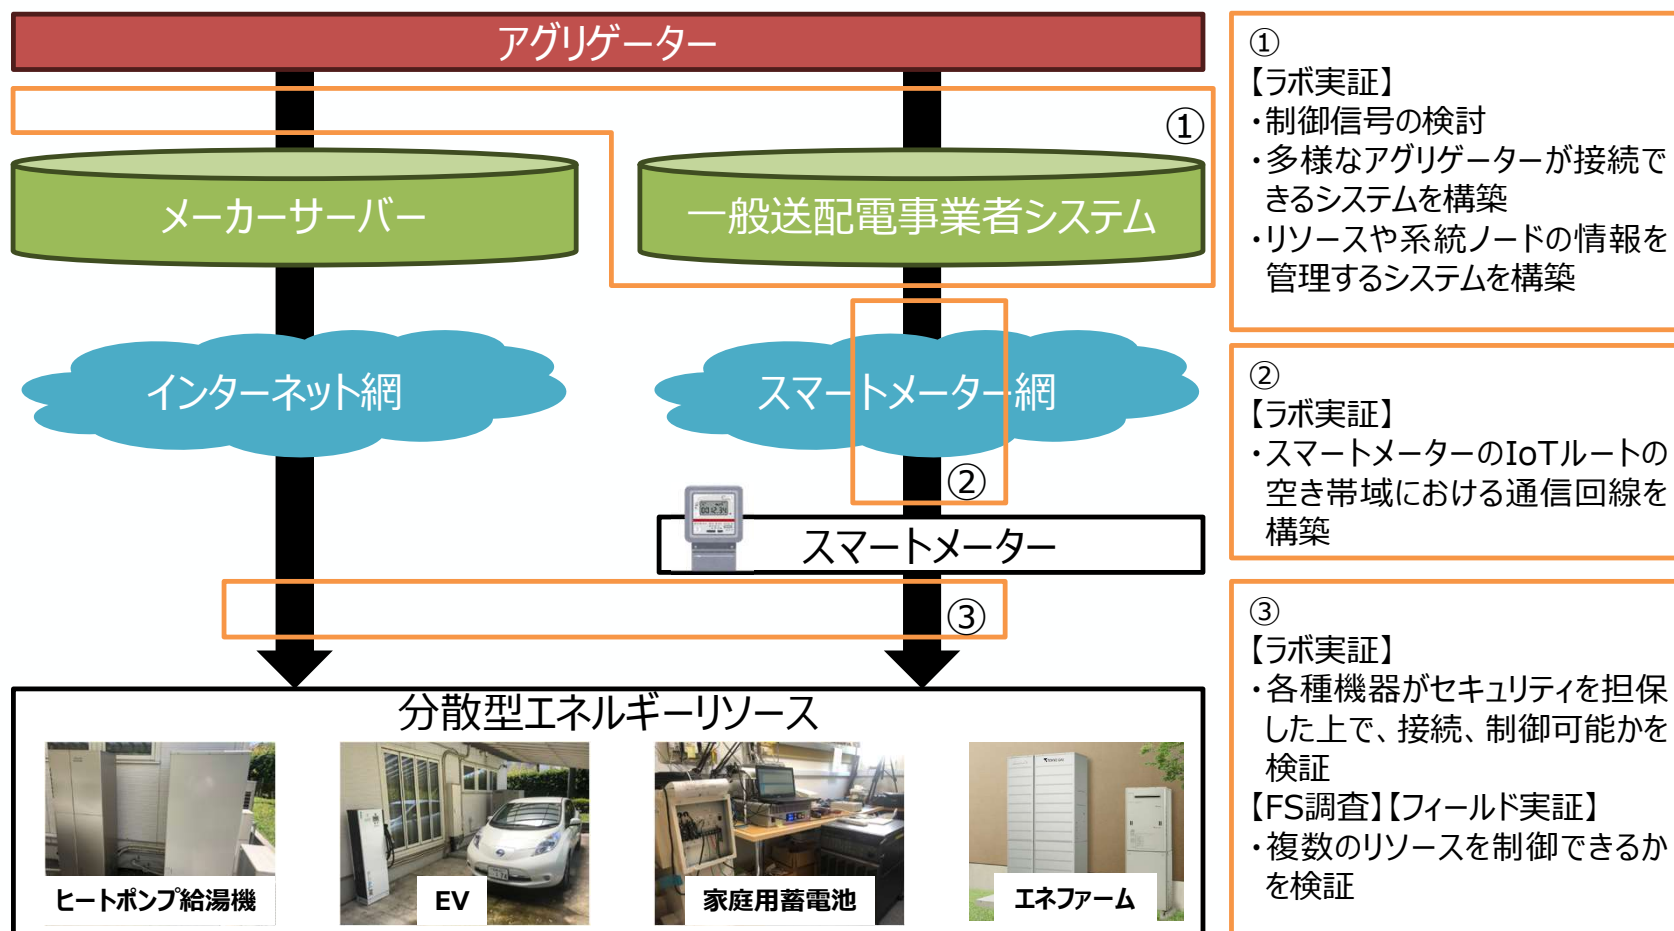 アグリゲーター
①
メーカーサーバー
一般送配電事業者システム
インターネット網
スマートメーター網
②
スマートメーター
③
分散型エネルギーリソース
ヒートポンプ給湯機
EV
家庭用蓄電池
エネファーム
①
【ラボ実証】
・制御信号の検討
・多様なアグリゲーターが接続で
きるシステムを構築
・リソースや系統ノードの情報を
管理するシステムを構築
②
【ラボ実証】
・スマートメーターのIoTルートの
空き帯域における通信回線を
構築
③
【ラボ実証】
・各種機器がセキュリティを担保
した上で、接続、制御可能かを
検証
【FS調査】【フィールド実証】
・複数のリソースを制御できるか
を検証